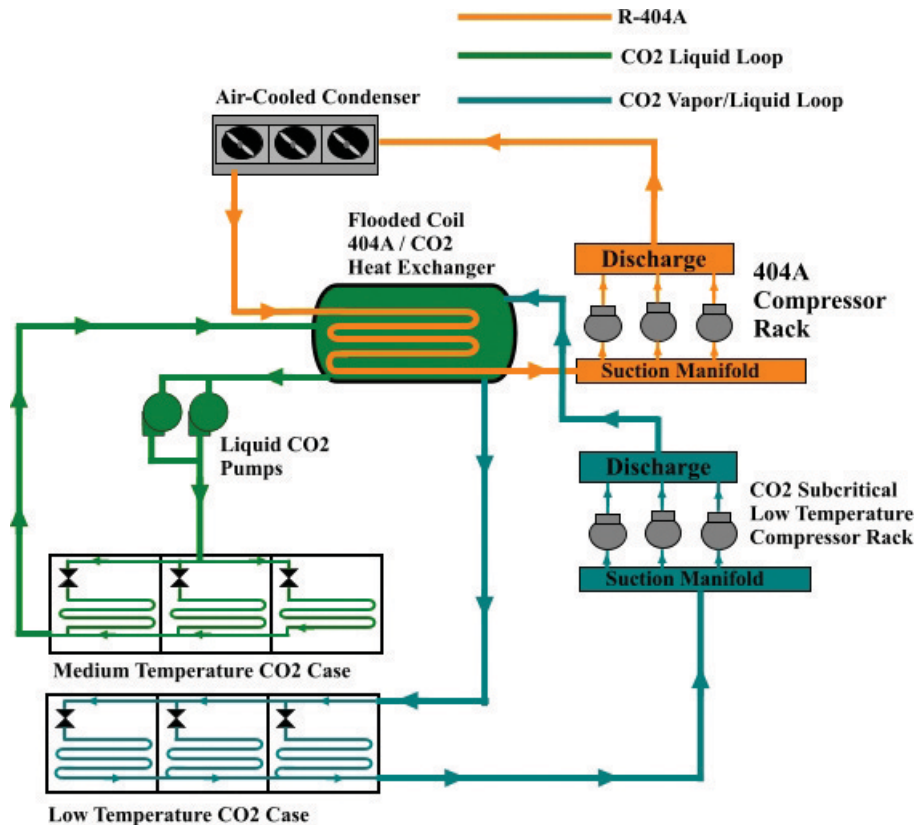 R-404A
CO2 Liquid Loop
CO2 Vapor/Liquid Loop
Air-Cooled Condenser
Flooded Coil
404A / CO2
Heat Exchanger
Discharge
404A
Compressor
Rack
Suction Manifold
Liquid CO2
Pumps
Discharge
CO2 Subcritical
Low Temperature
Compressor Rack
Suction Manifold
Medium Temperature CO2 Case
Low Temperature CO2 Case